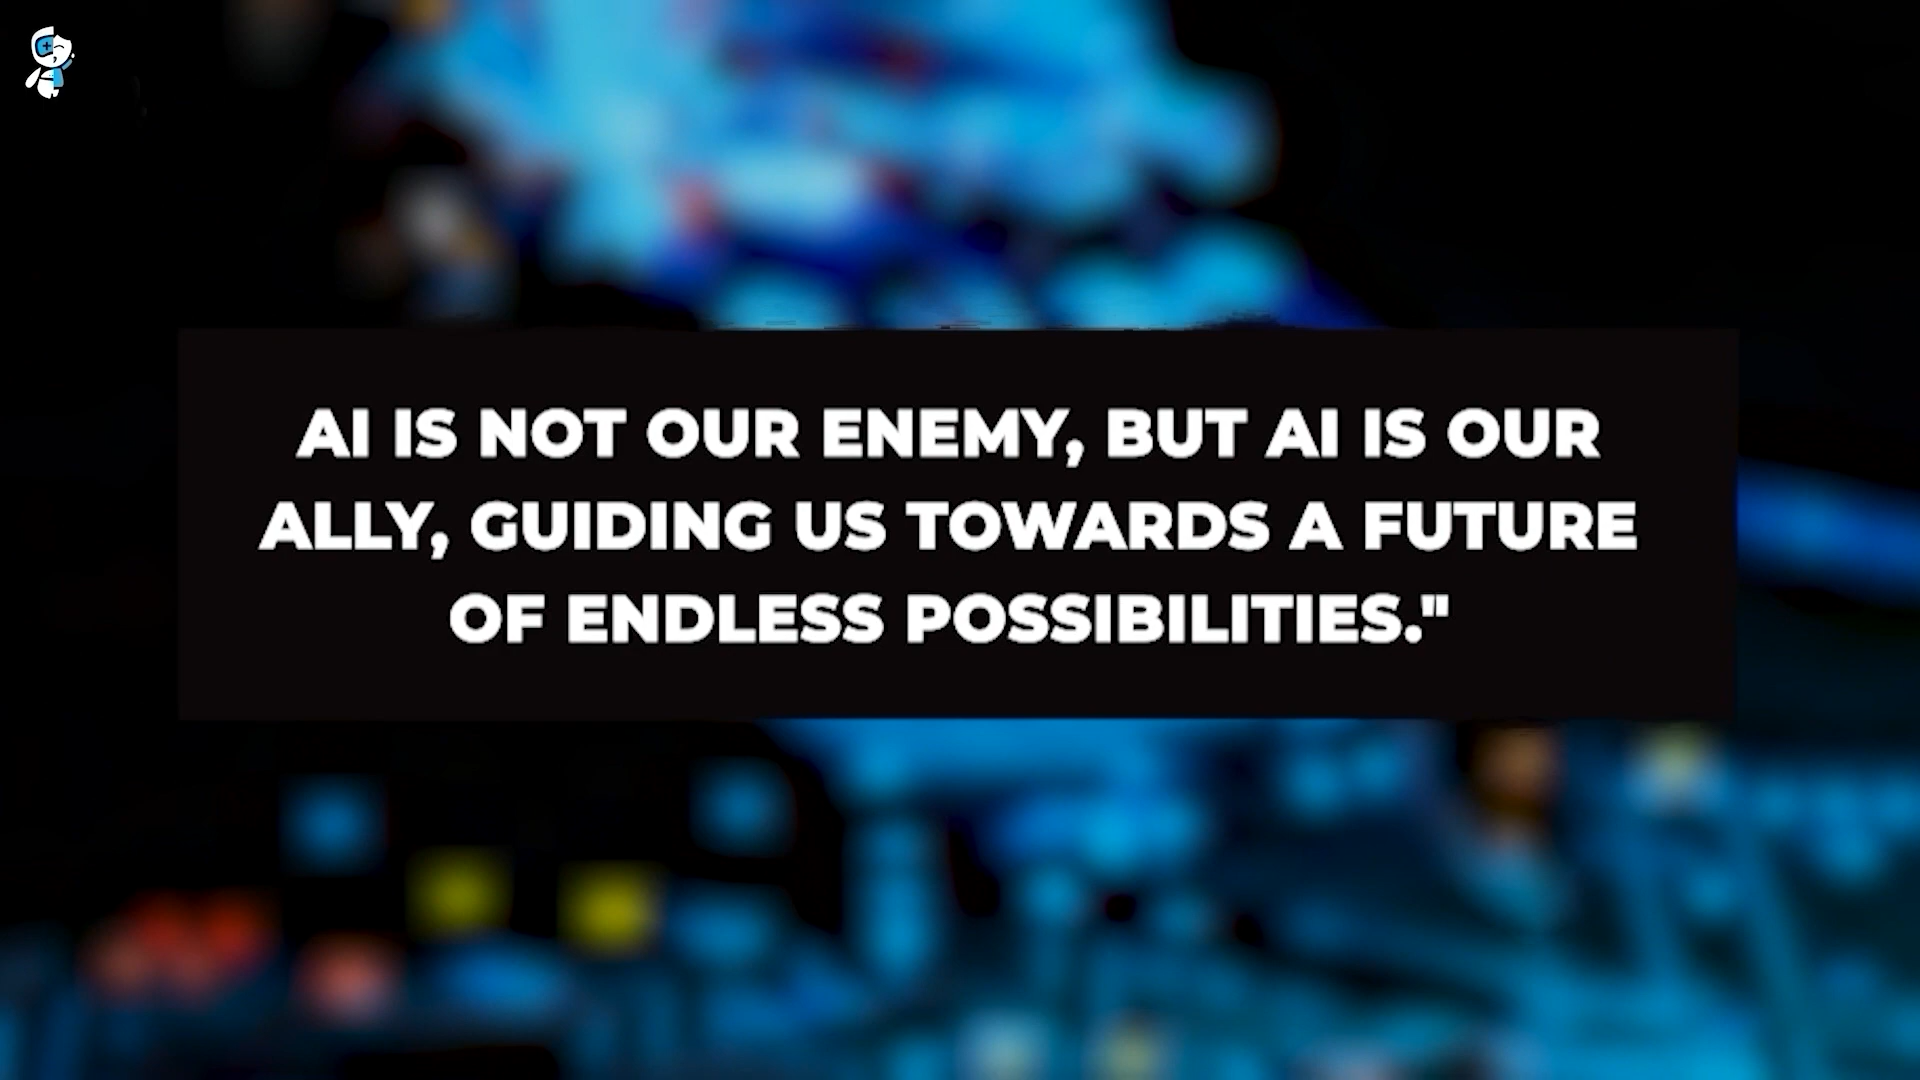 AI IS NOT OUR ENEMY, BUT AI IS OUR
ALLY, GUIDING US TOWARDS A FUTURE
OF ENDLESS POSSIBILITIES."